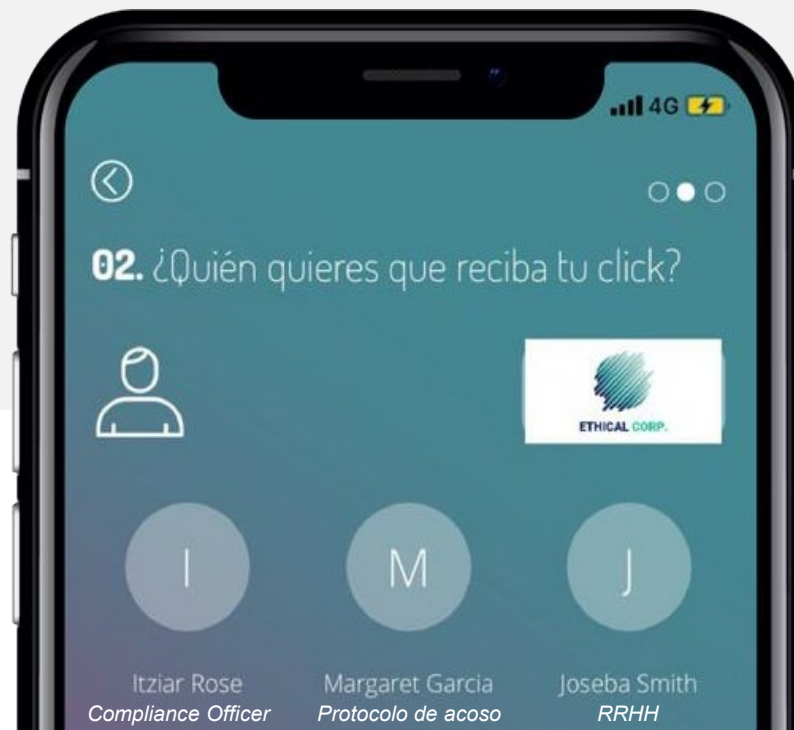 4G
02. ¿Quién quieres que reciba tu click?
ETHICAL CORP.
I M J
Itziar Rose Margaret Garcia Joseba Smith
Compliance Officer Protocolo de acoso RRHH